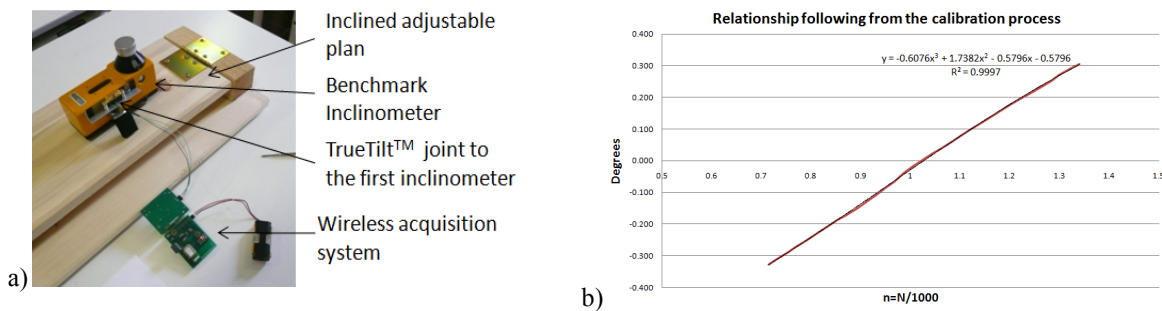 Inclined adjustable
plan
Benchmark
Inclinometer
TrueTilt™ joint to
the first inclinometer
Wireless acquisition
system
a)
Relationship following from the calibration process
y = -0.6076x³ + 1.7382x² - 0.5796x - 0.5796
R² = 0.9997
Degrees
0.400
0.300
0.200
0.100
0.000
-0.100
-0.200
-0.300
-0.400
0.5 0.6 0.7 0.8 0.9 1 1.1 1.2 1.3 1.4 1.5
n=N/1000
b)